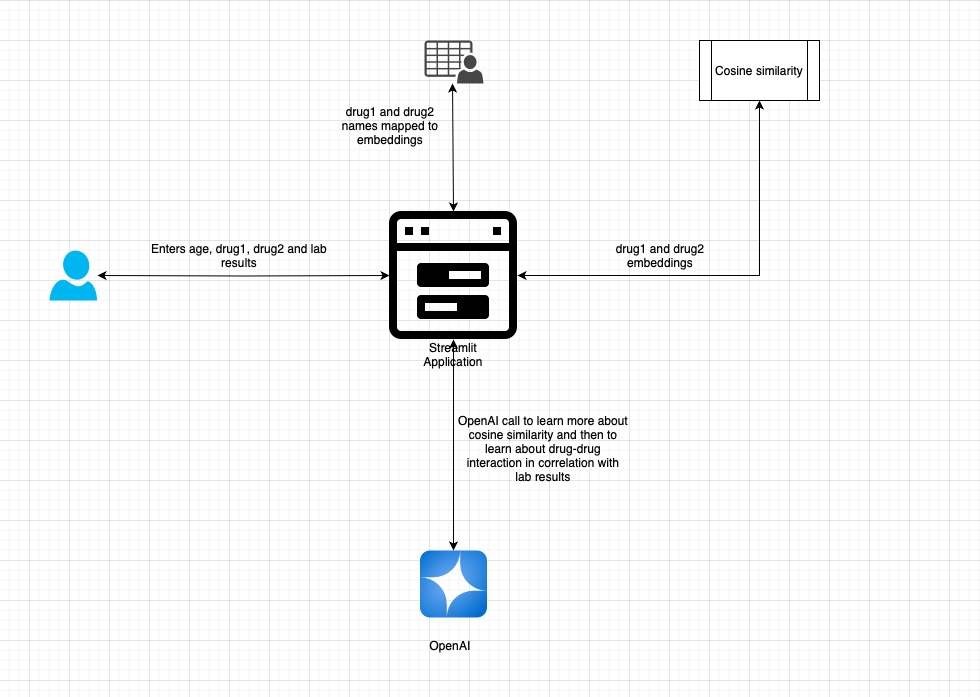 Cosine similarity
drug1 and drug2
names mapped to
embeddings
Enters age, drug1, drug2 and lab
results
drug1 and drug2
embeddings
Streamlit
Application
OpenAI call to learn more about
cosine similarity and then to
learn about drug-drug
interaction in correlation with
lab results
OpenAI